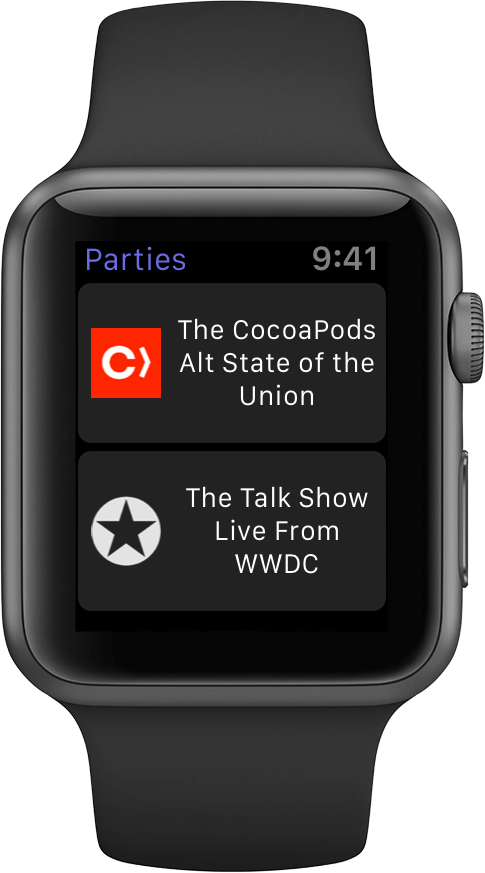 Parties 9:41
The CocoaPods
Alt State of the
Union
The Talk Show
Live From
WWDC